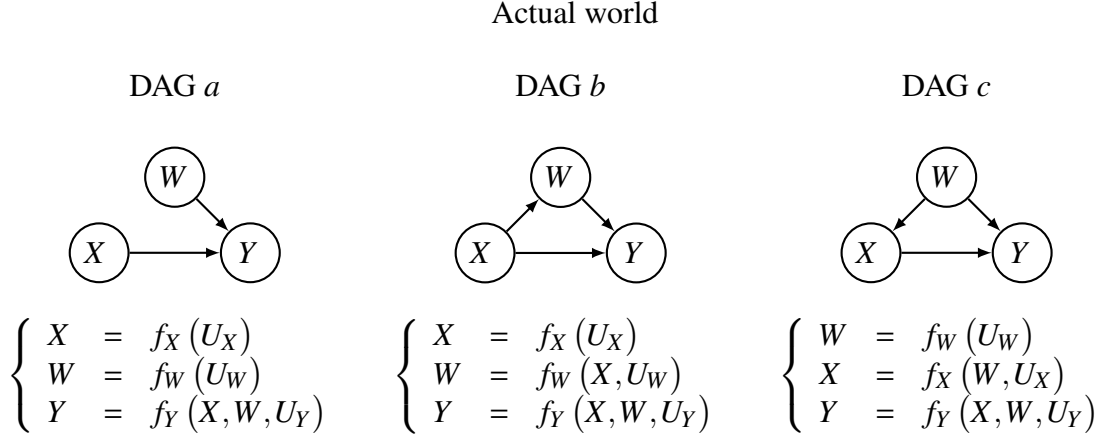 Actual world
DAG a
DAG b
DAG c
W
X
Y
W
X
Y
W
X
Y
X = f_X (U_X)
W = f_W (U_W)
Y = f_Y (X, W, U_Y)
X = f_X (U_X)
W = f_W (X, U_W)
Y = f_Y (X, W, U_Y)
W = f_W (U_W)
X = f_X (W, U_X)
Y = f_Y (X, W, U_Y)